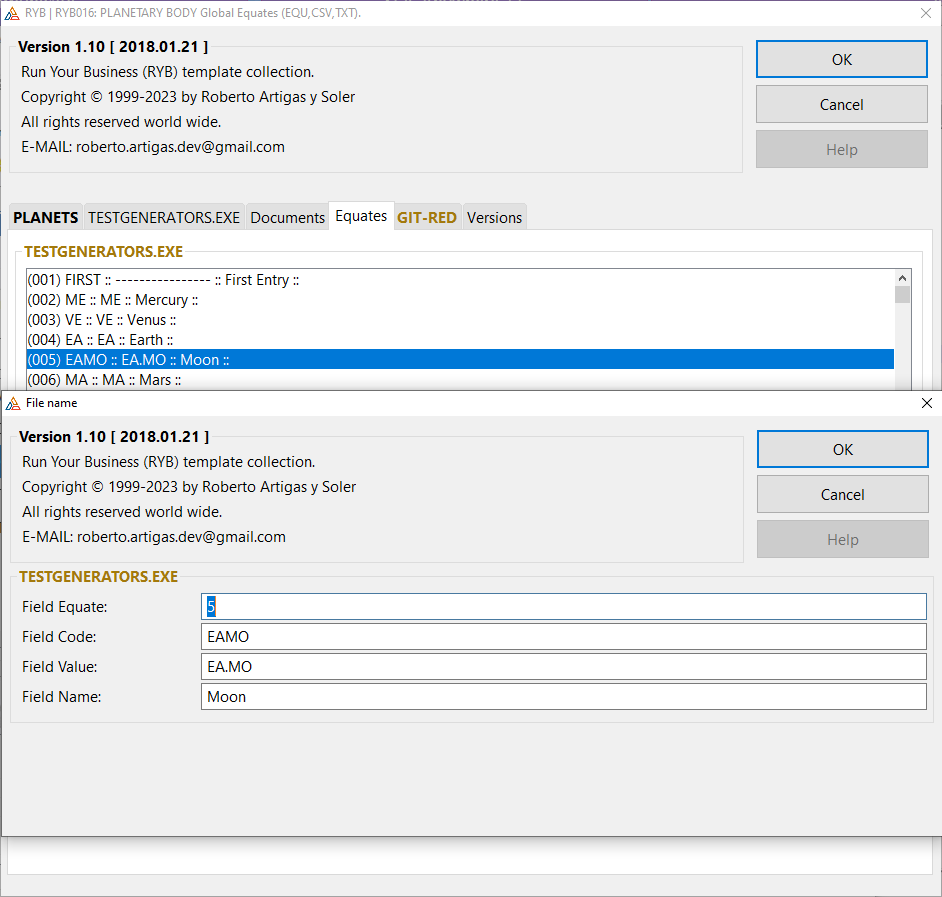 RYB | RYB016: PLANETARY BODY Global Equates (EQU,CSV,TXT).
Version 1.10 [ 2018.01.21 ]
Run Your Business (RYB) template collection.
Copyright © 1999-2023 by Roberto Artigas y Soler
All rights reserved world wide.
E-MAIL: roberto.artigas.dev@gmail.com
OK
Cancel
Help
PLANETS TESTGENERATORS.EXE Documents Equates GIT-RED Versions
TESTGENERATORS.EXE
(001) FIRST :: ---------------- :: First Entry ::
(002) ME :: ME :: Mercury ::
(003) VE :: VE :: Venus ::
(004) EA :: EA :: Earth ::
(005) EAMO :: EA.MO :: Moon ::
(006) MA :: MA :: Mars ::
File name
Version 1.10 [ 2018.01.21 ]
Run Your Business (RYB) template collection.
Copyright © 1999-2023 by Roberto Artigas y Soler
All rights reserved world wide.
E-MAIL: roberto.artigas.dev@gmail.com
OK
Cancel
Help
TESTGENERATORS.EXE
Field Equate: 5
Field Code: EAMO
Field Value: EA.MO
Field Name: Moon